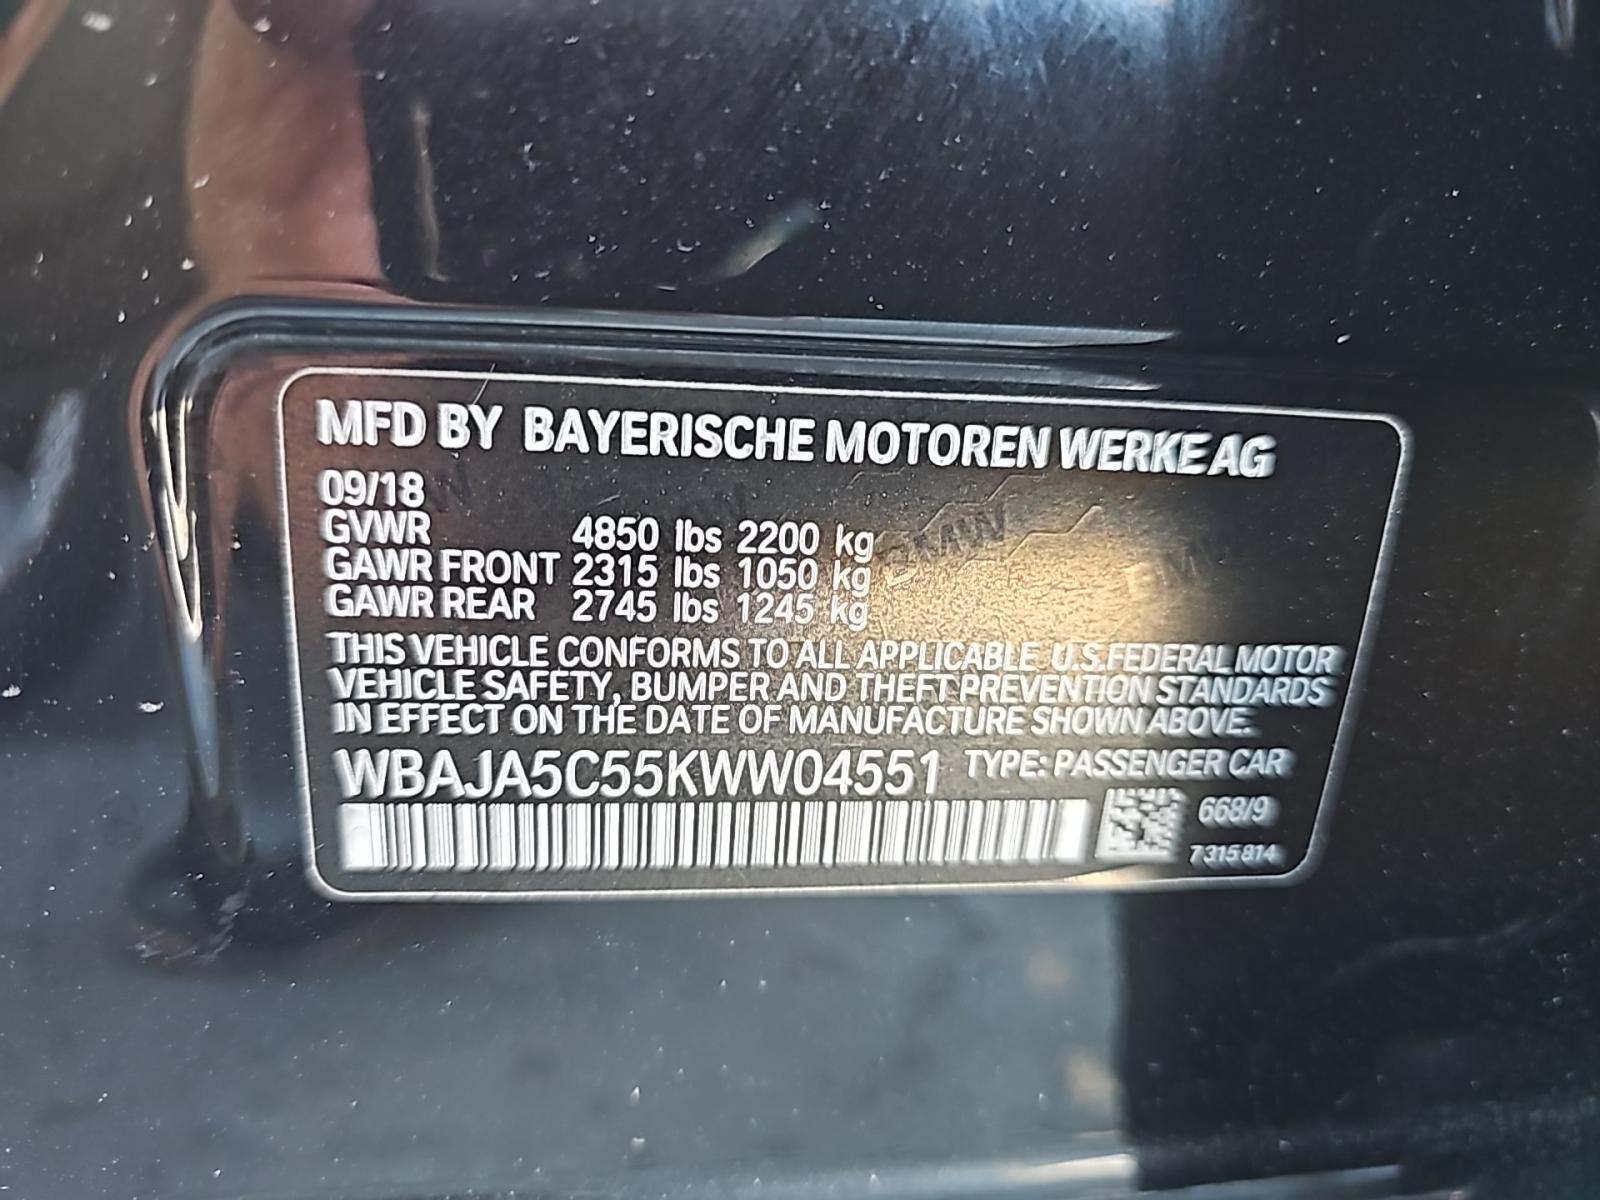 MFD BY BAYERISCHE MOTOREN WERKE AG
09/18
GVWR 4850 lbs 2200 kg
GAWR FRONT 2315 lbs 1050 kg
GAWR REAR 2745 lbs 1245 kg
THIS VEHICLE CONFORMS TO ALL APPLICABLE U.S.FEDERAL MOTOR
VEHICLE SAFETY, BUMPER AND THEFT PREVENTION STANDARDS
IN EFFECT ON THE DATE OF MANUFACTURE SHOWN ABOVE.
WBAJA5C55KWW04551 TYPE: PASSENGER CAR
668/9
7 315 814